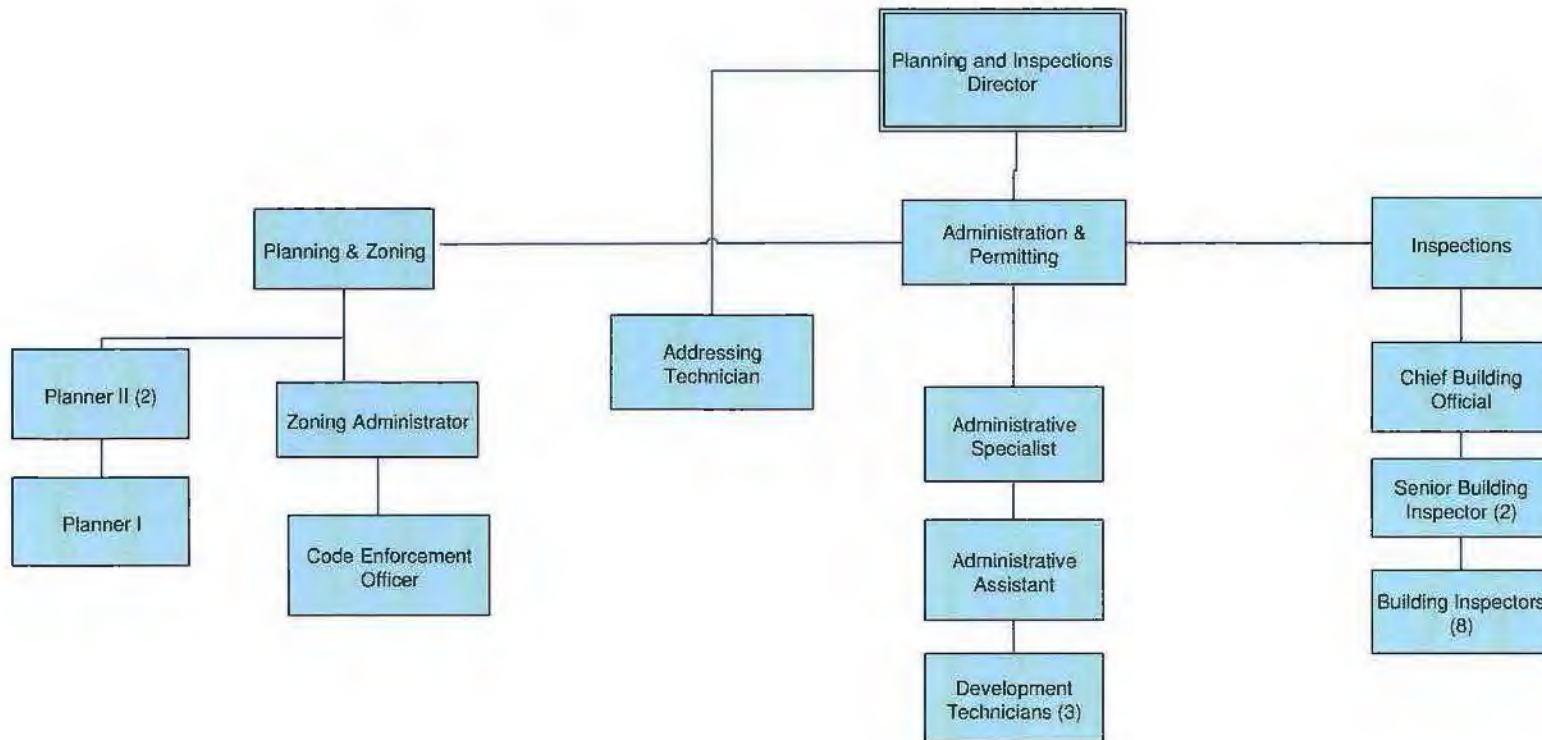 Planning and Inspections
Director
Planning & Zoning
Administration &
Permitting
Inspections
Planner II (2)
Zoning Administrator
Addressing
Technician
Administrative
Specialist
Chief Building
Official
Planner I
Code Enforcement
Officer
Administrative
Assistant
Senior Building
Inspector (2)
Development
Technicians (3)
Building Inspectors
(8)